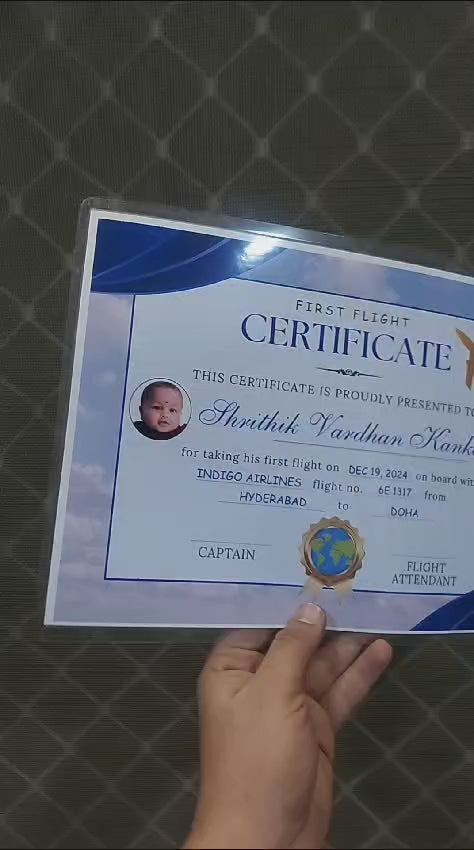 FIRST FLIGHT
CERTIFICATE
THIS CERTIFICATE IS PROUDLY PRESENTED TO
Shrithik Vardhan
for taking his first flight on DEC 19, 2024 on board
INDIGO AIRLINES flight no. 6E 1317 from
HYDERABAD to DOHA
CAPTAIN
FLIGHT
ATTENDANT